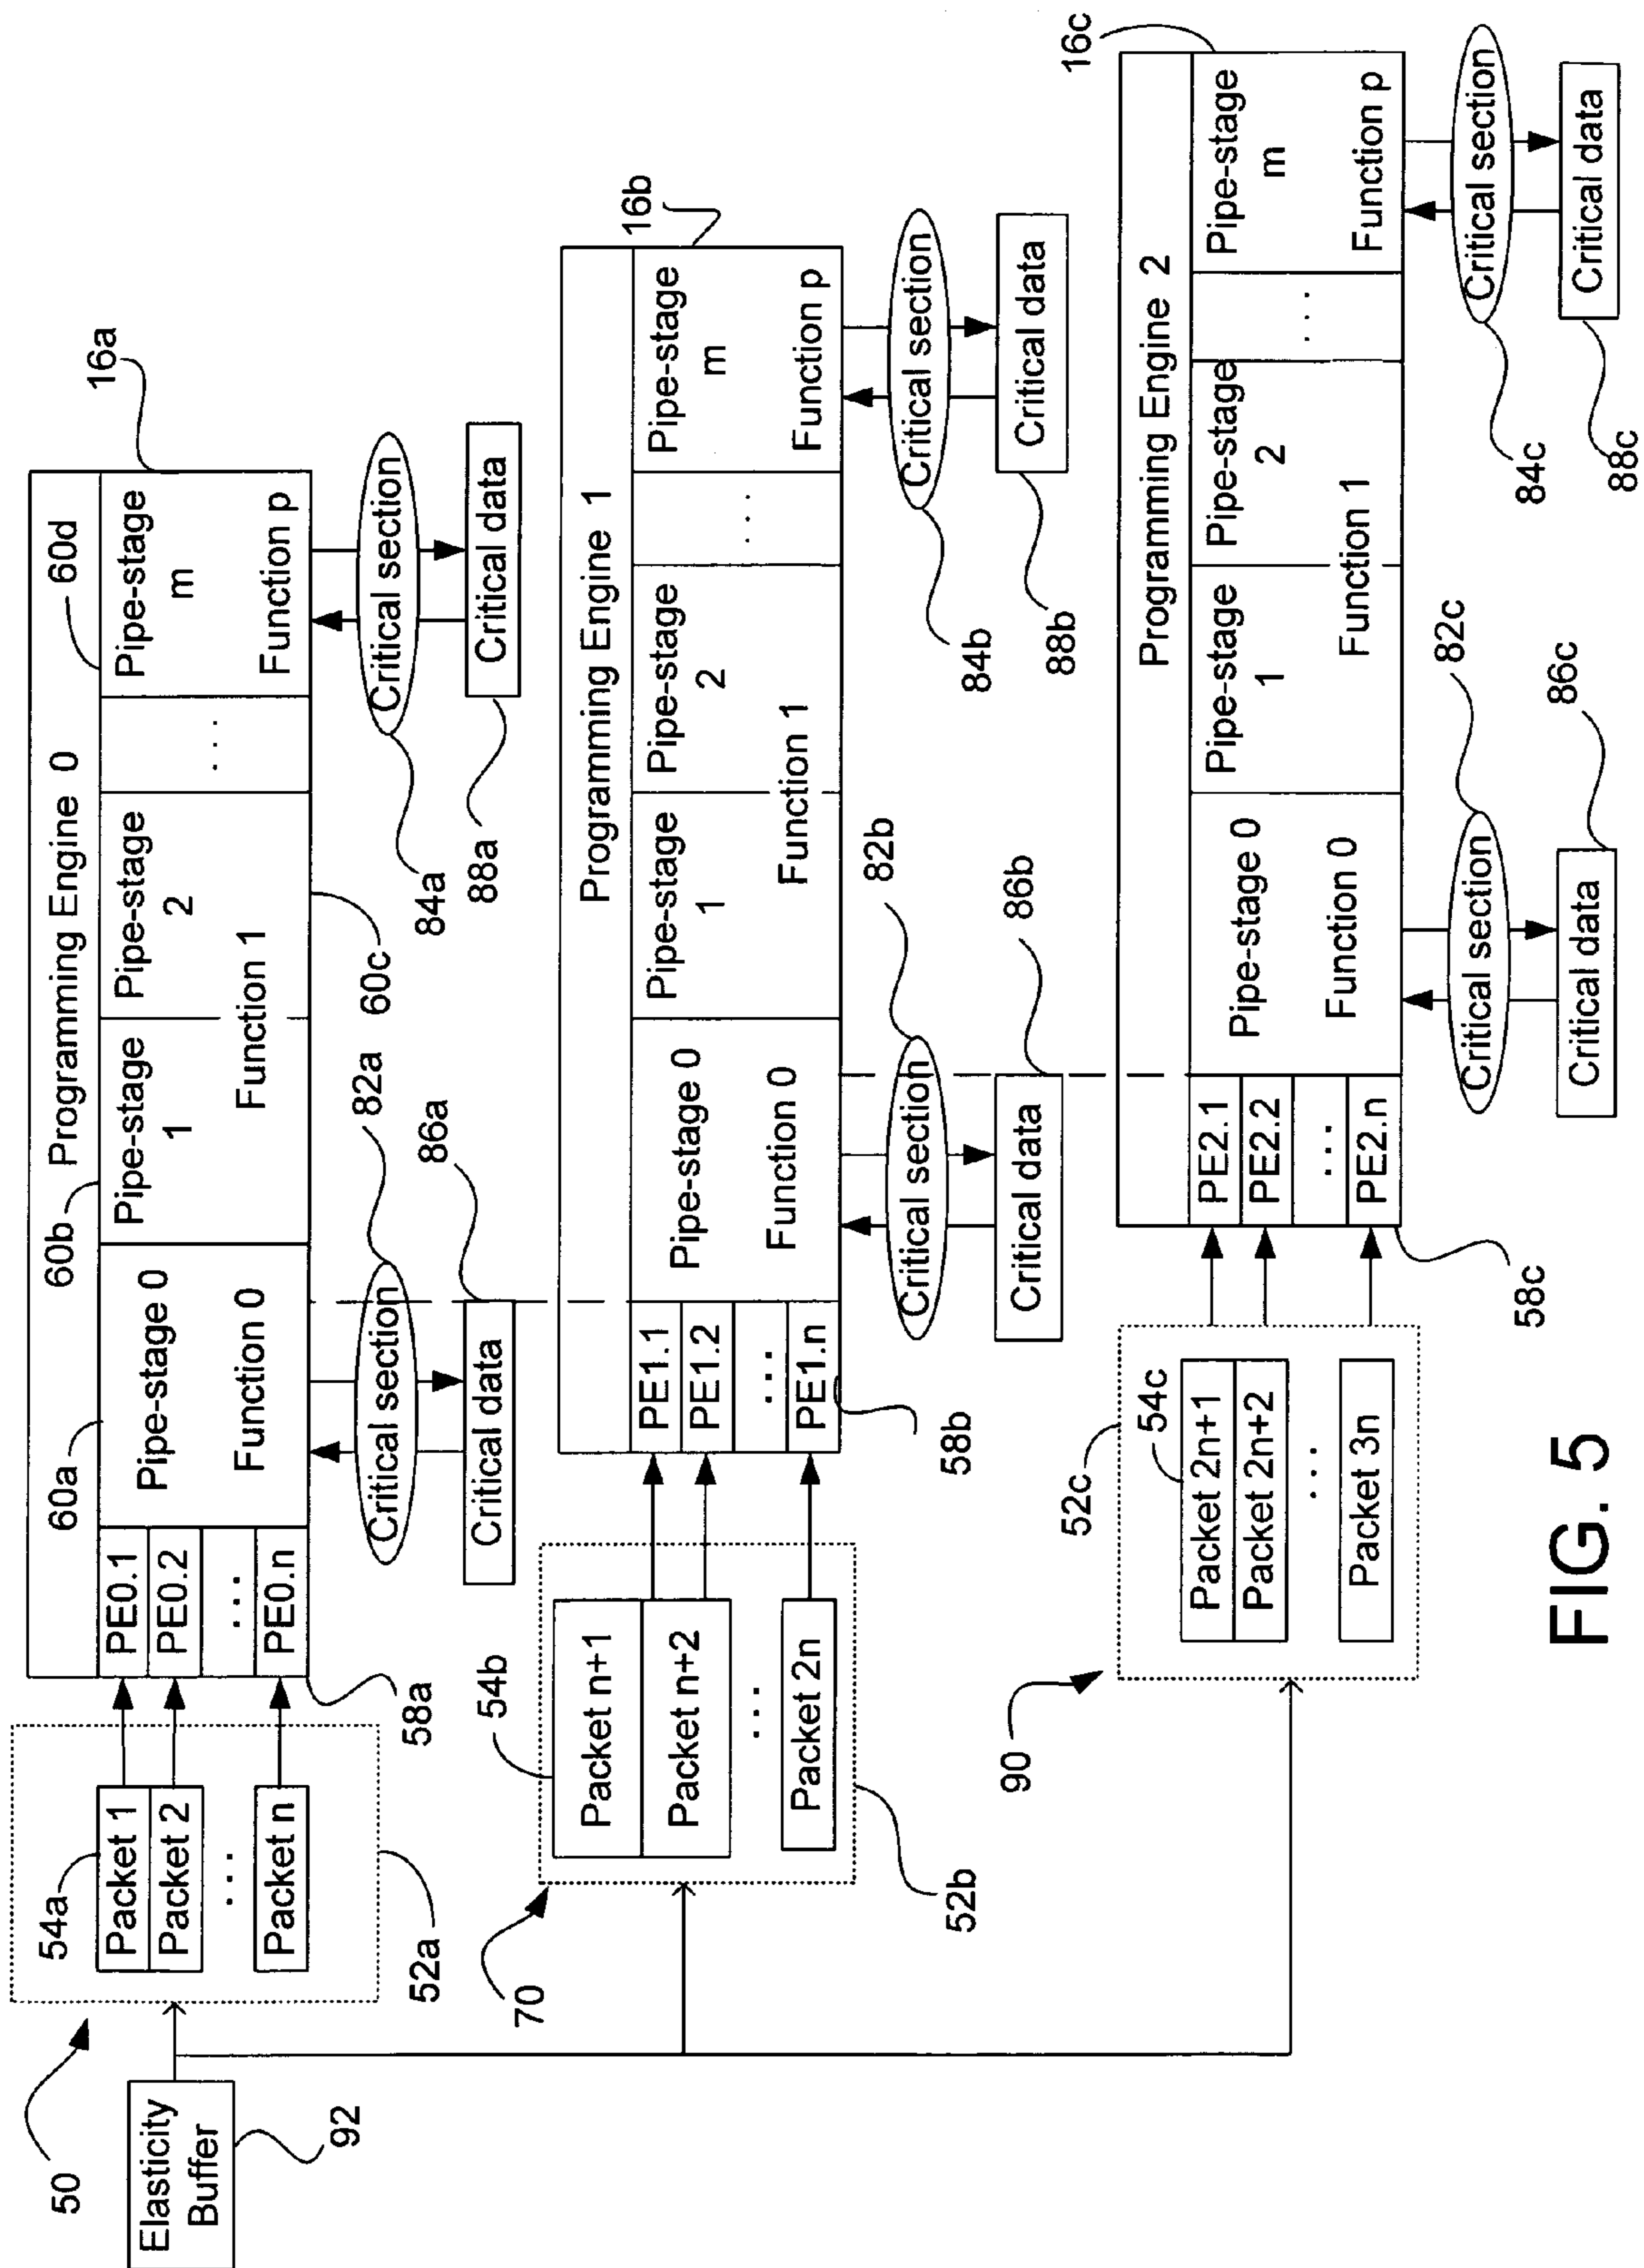 Elasticity
Buffer
92
50
54a
Packet 1
Packet 2
...
Packet n
52a
58a
Programming Engine 0
16a
60a
60b
60c
60d
PE0.1
PE0.2
...
PE0.n
Pipe-stage 0
Function 0
Pipe-stage
1
Pipe-stage
2
Function 1
...
Pipe-stage
m
Function p
Critical section
82a
Critical data
86a
Critical section
84a
Critical data
88a
70
54b
Packet n+1
Packet n+2
...
Packet 2n
52b
58b
Programming Engine 1
16b
PE1.1
PE1.2
...
PE1.n
Pipe-stage 0
Function 0
Pipe-stage
1
Pipe-stage
2
Function 1
...
Pipe-stage
m
Function p
Critical section
82b
Critical data
86b
Critical section
84b
Critical data
88b
90
52c
54c
Packet 2n+1
Packet 2n+2
...
Packet 3n
58c
Programming Engine 2
16c
PE2.1
PE2.2
...
PE2.n
Pipe-stage 0
Function 0
Pipe-stage
1
Pipe-stage
2
Function 1
...
Pipe-stage
m
Function p
Critical section
82c
Critical data
86c
Critical section
84c
Critical data
88c
FIG. 5